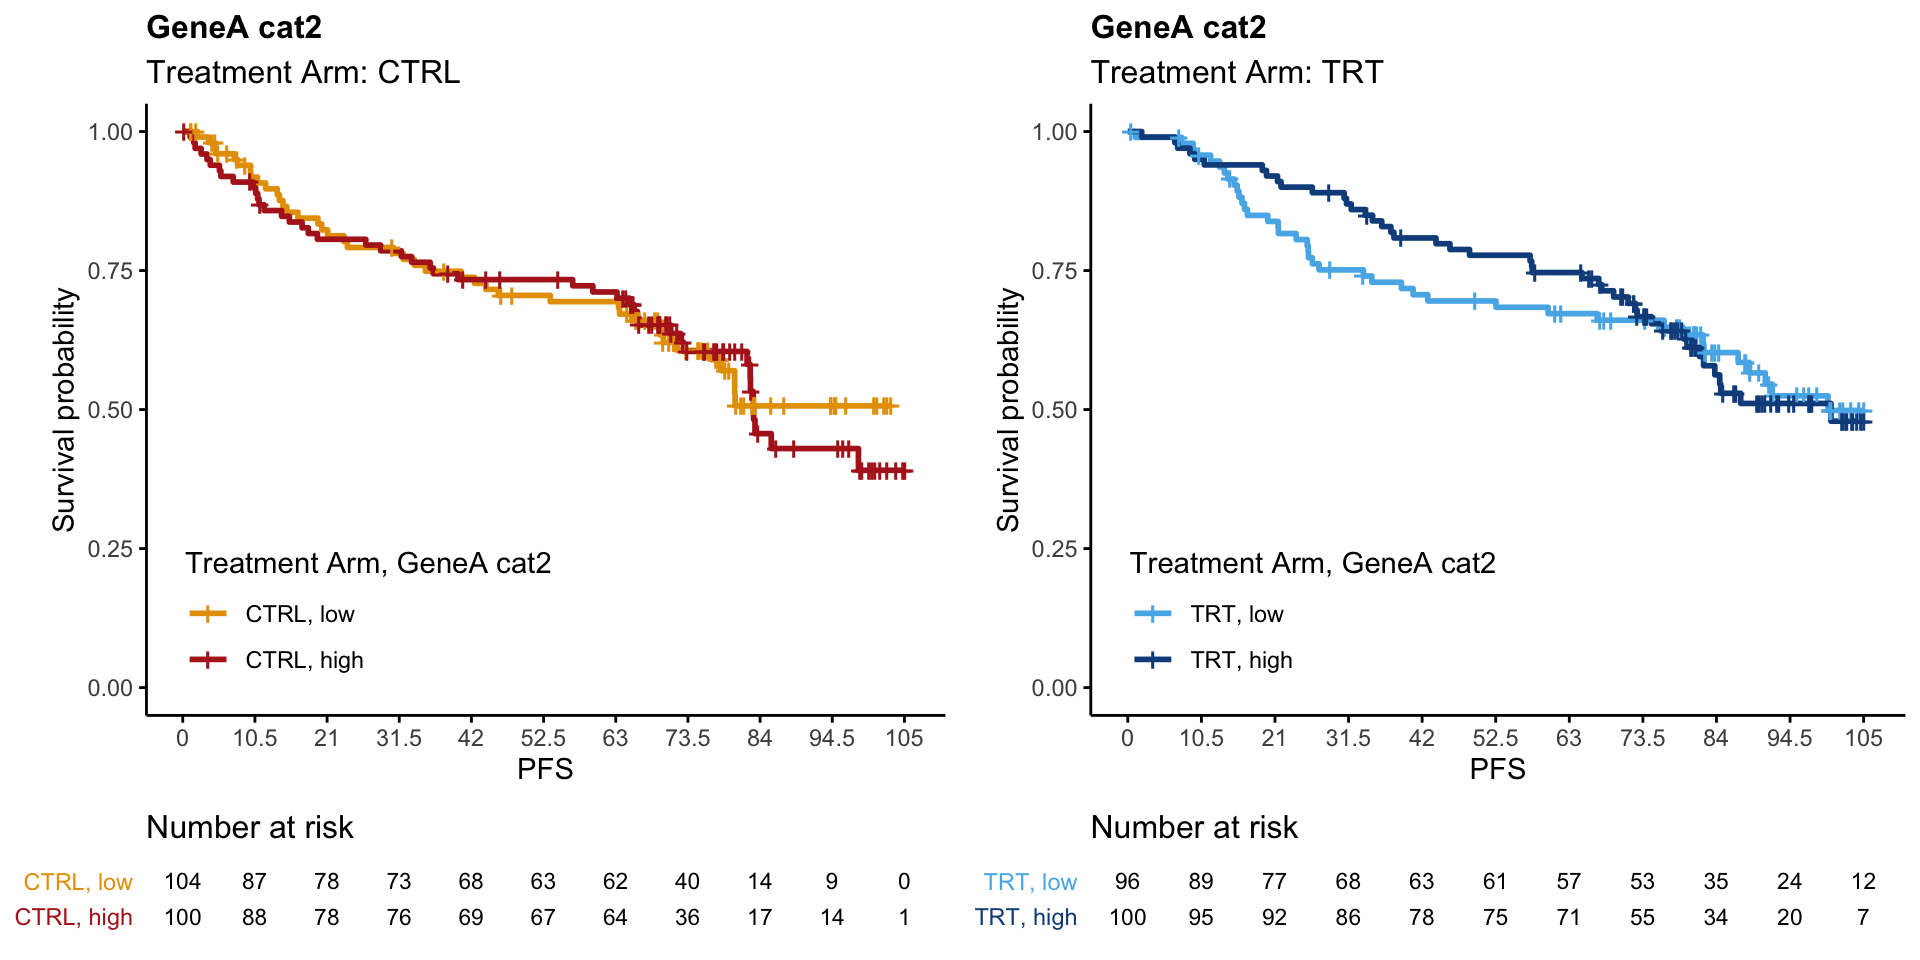 GeneA cat2
Treatment Arm: CTRL
1.00
0.75
0.50
0.25
0.00
Survival probability
Treatment Arm, GeneA cat2
CTRL, low
CTRL, high
0 10.5 21 31.5 42 52.5 63 73.5 84 94.5 105
PFS
Number at risk
CTRL, low 104 87 78 73 68 63 62 40 14 9 0
CTRL, high 100 88 78 76 69 67 64 36 17 14 1
GeneA cat2
Treatment Arm: TRT
1.00
0.75
0.50
0.25
0.00
Survival probability
Treatment Arm, GeneA cat2
TRT, low
TRT, high
0 10.5 21 31.5 42 52.5 63 73.5 84 94.5 105
PFS
Number at risk
TRT, low 96 89 77 68 63 61 57 53 35 24 12
TRT, high 100 95 92 86 78 75 71 55 34 20 7